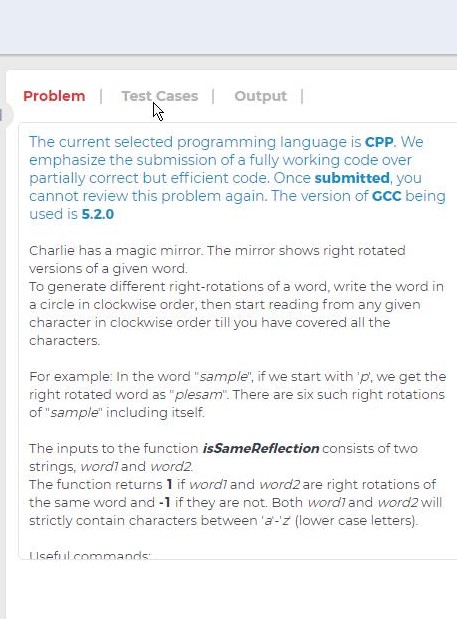 Problem | Test Cases | Output |
The current selected programming language is CPP. We
emphasize the submission of a fully working code over
partially correct but efficient code. Once submitted, you
cannot review this problem again. The version of GCC being
used is 5.2.0
Charlie has a magic mirror. The mirror shows right rotated
versions of a given word.
To generate different right-rotations of a word, write the word in
a circle in clockwise order, then start reading from any given
character in clockwise order till you have covered all the
characters.
For example: In the word "sample", if we start with 'p', we get the
right rotated word as "plesam". There are six such right rotations
of "sample" including itself.
The inputs to the function isSameReflection consists of two
strings, word1 and word2.
The function returns 1 if word1 and word2 are right rotations of
the same word and -1 if they are not. Both word1 and word2 will
strictly contain characters between 'a'-'z' (lower case letters).
Useful commands: